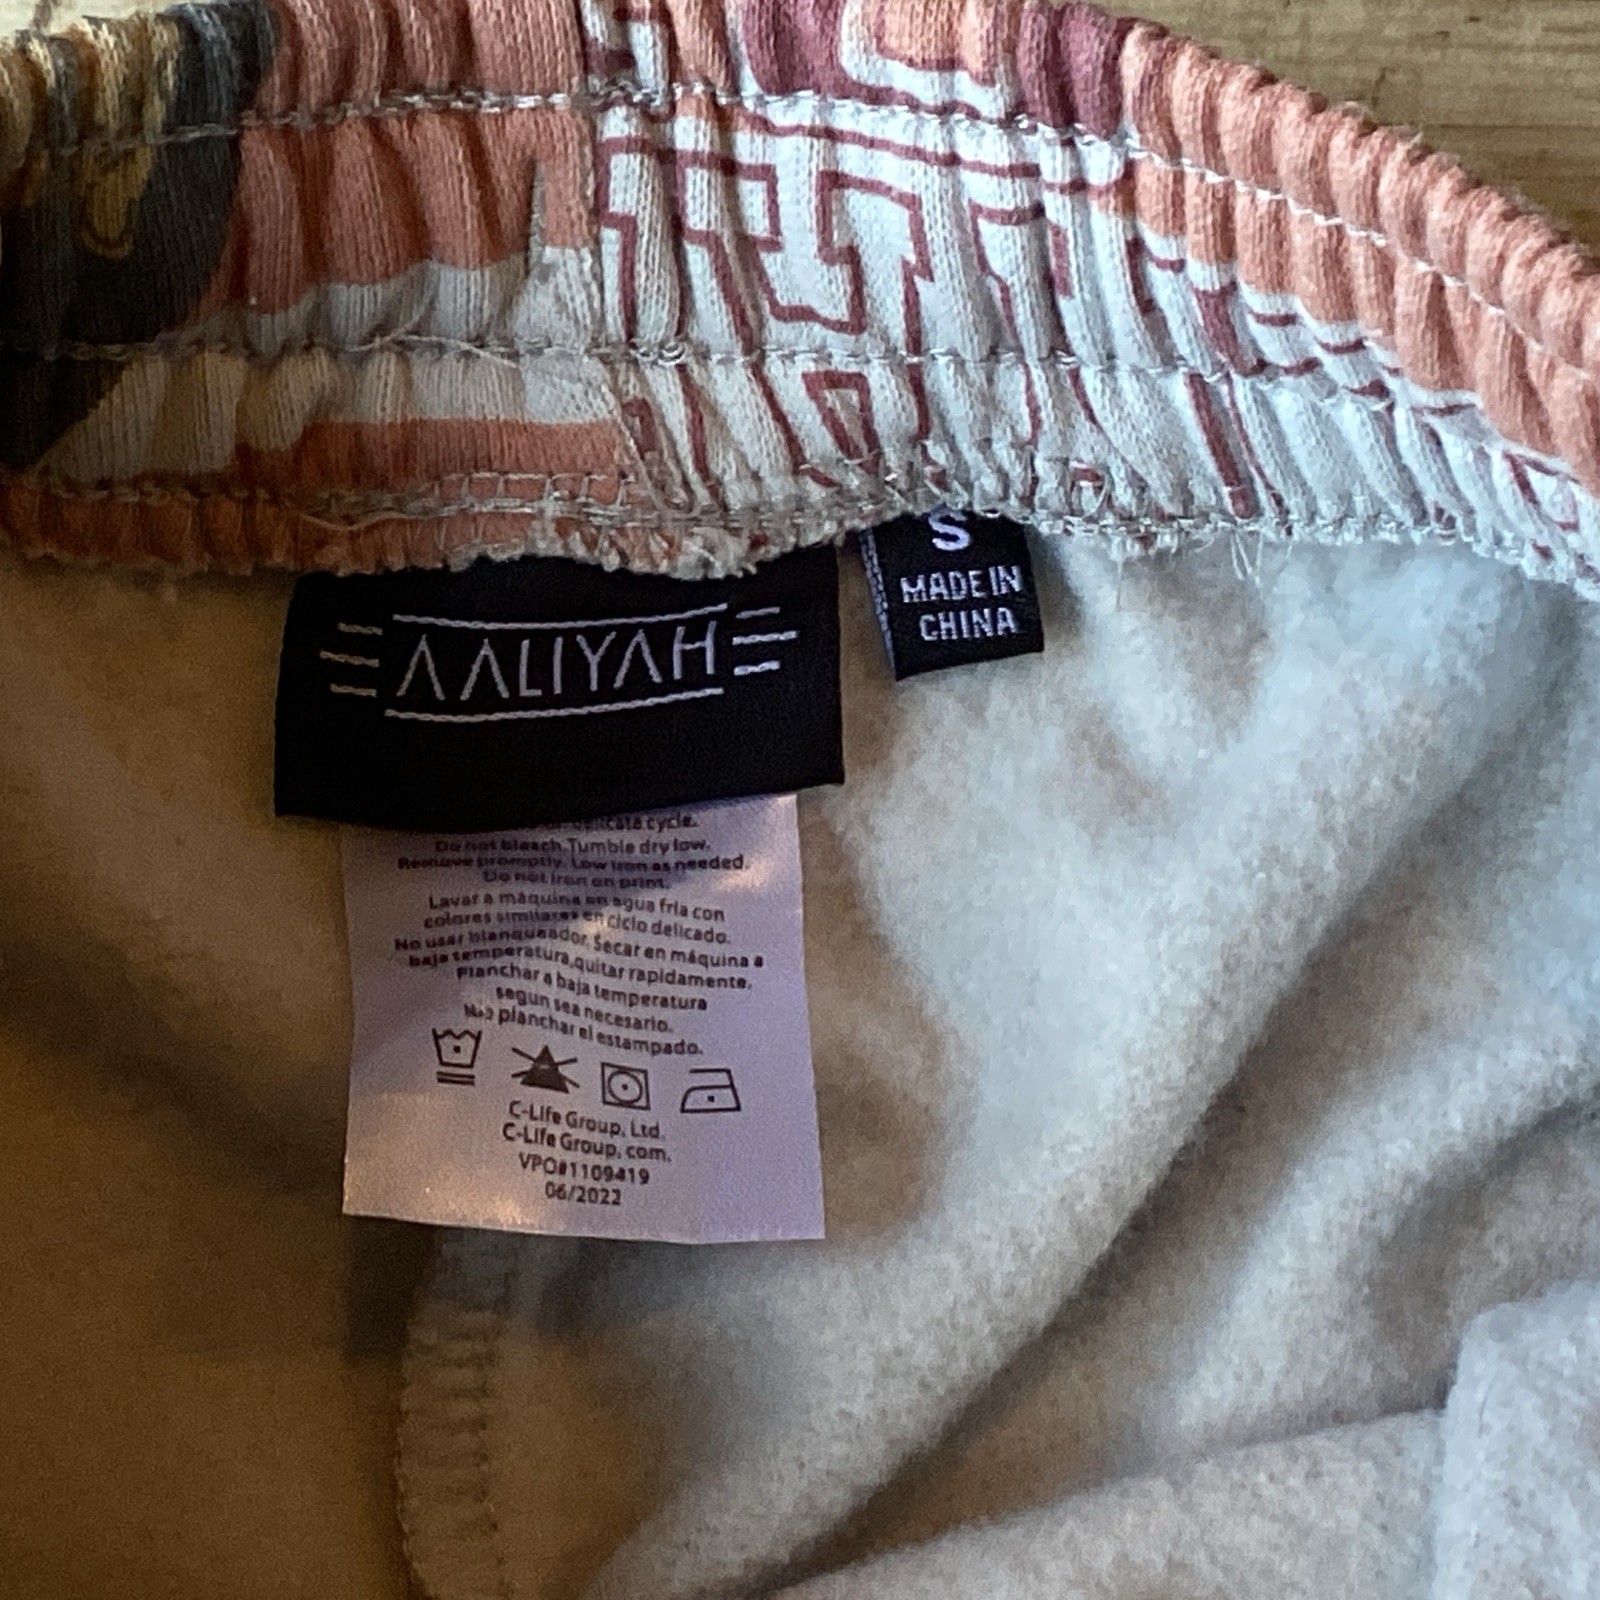 AALIYAH
S
MADE IN
CHINA
delicate cycle.
Do not bleach. Tumble dry low.
Remove promptly. Low iron as needed.
Do not iron on print.
Lavar a máquina en agua fría con
colores similares en ciclo delicado.
No usar blanqueador. Secar en máquina a
baja temperatura, quitar rapidamente.
Planchar a baja temperatura
segun sea necesario.
No planchar el estampado.
C-Life Group, Ltd.
C-Life Group, com.
VPO#1109419
06/2022